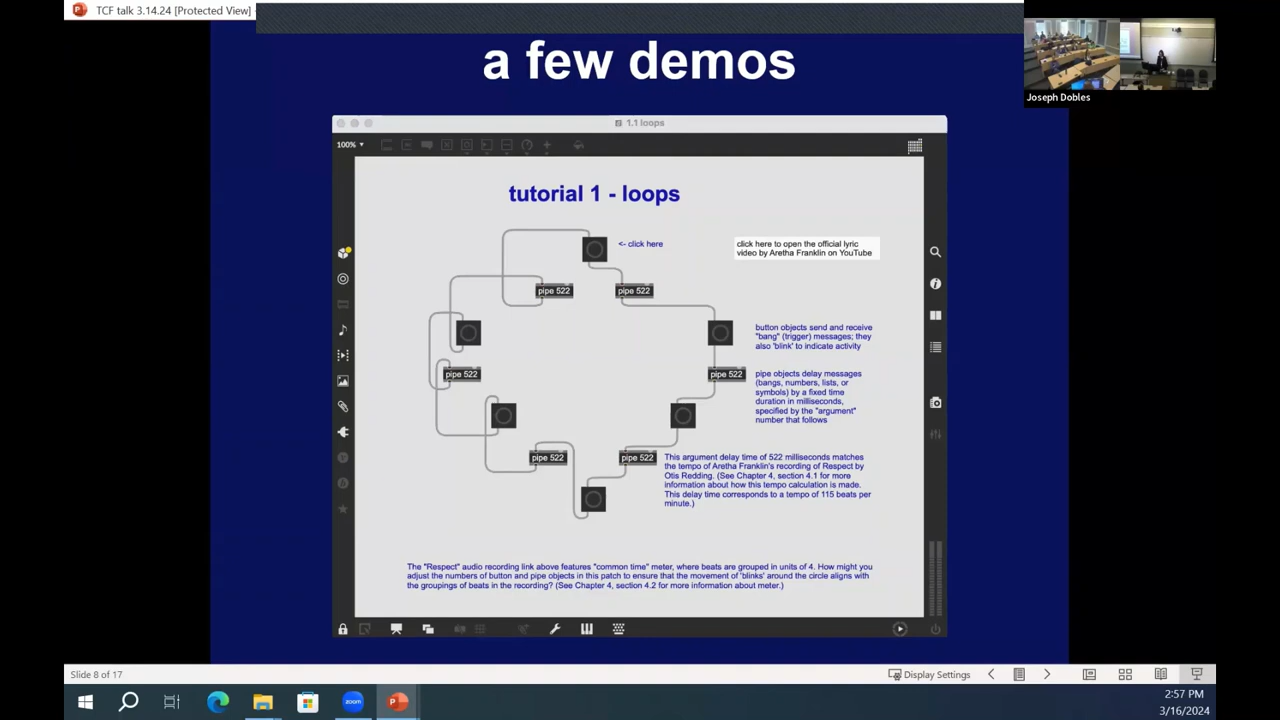 TCF talk 3.14.24 [Protected View] -
Joseph Dobles
a few demos
1.1 loops
100%
tutorial 1 - loops
<- click here
click here to open the official lyric
video by Aretha Franklin on YouTube
pipe 522
pipe 522
button objects send and receive
"bang" (trigger) messages; they
also 'blink' to indicate activity
pipe 522
pipe 522
pipe objects delay messages
(bangs, numbers, lists, or
symbols) by a fixed time
duration in milliseconds,
specified by the "argument"
number that follows
pipe 522
pipe 522
This argument delay time of 522 milliseconds matches
the tempo of Aretha Franklin's recording of Respect by
Otis Redding. (See Chapter 4, section 4.1 for more
information about how this tempo calculation is made.
This delay time corresponds to a tempo of 115 beats per
minute.)
The "Respect" audio recording link above features "common time" meter, where beats are grouped in units of 4. How might you
adjust the numbers of button and pipe objects in this patch to ensure that the movement of 'blinks' around the circle aligns with
the groupings of beats in the recording? (See Chapter 4, section 4.2 for more information about meter.)
Slide 8 of 17
Display Settings
zoom
2:57 PM
3/16/2024